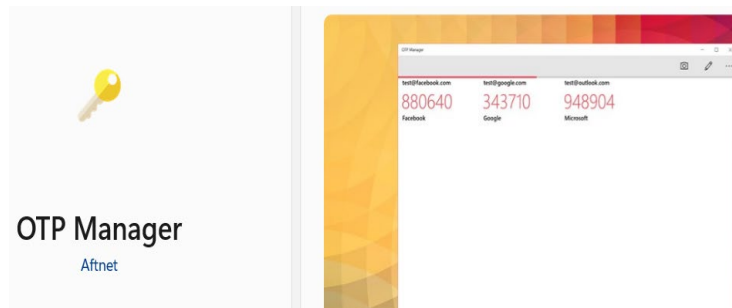 OTP Manager
Aftnet
OTP Manager
test@facebook.com test@google.com test@outlook.com
880640 343710 948904
Facebook Google Microsoft